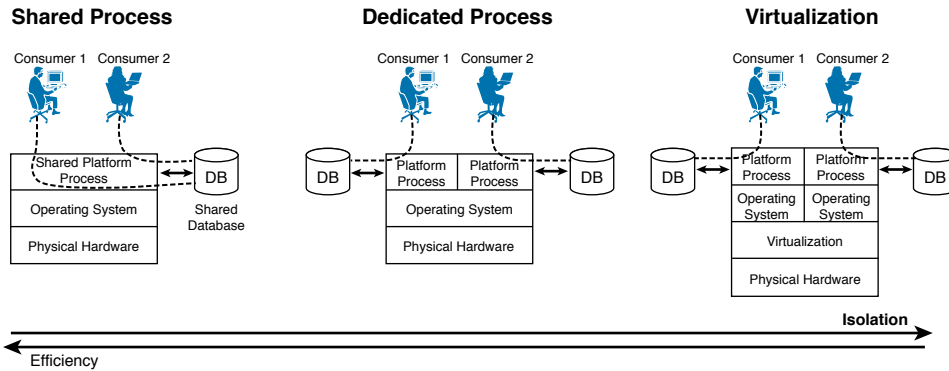 Shared Process
Consumer 1
Consumer 2
Shared Platform
Process
DB
Operating System
Shared
Database
Physical Hardware
Dedicated Process
Consumer 1
Consumer 2
DB
Platform
Process
Platform
Process
DB
Operating System
Physical Hardware
Virtualization
Consumer 1
Consumer 2
DB
Platform
Process
Platform
Process
DB
Operating
System
Operating
System
Virtualization
Physical Hardware
Isolation
Efficiency